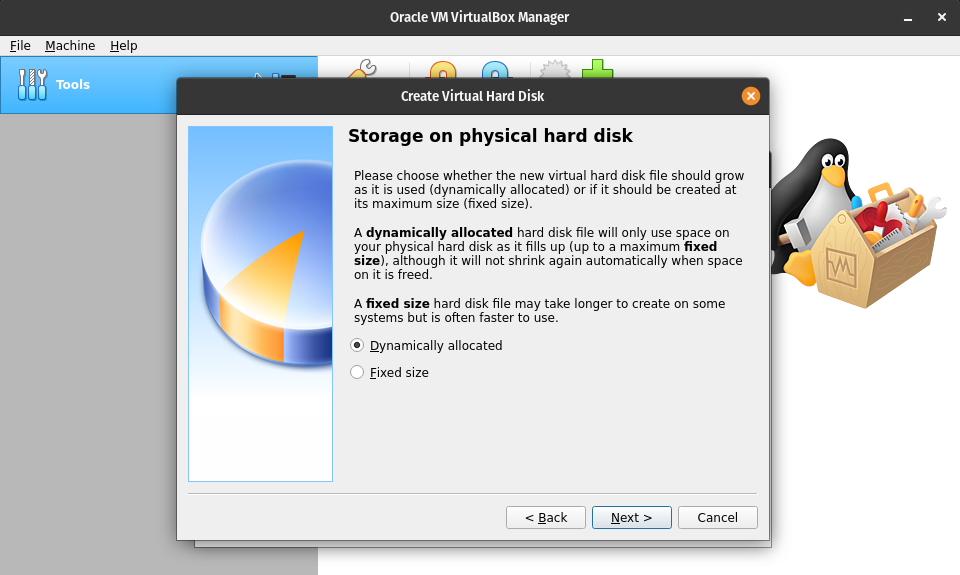 Oracle VM VirtualBox Manager
File Machine Help
Tools
Create Virtual Hard Disk
Storage on physical hard disk
Please choose whether the new virtual hard disk file should grow
as it is used (dynamically allocated) or if it should be created at
its maximum size (fixed size).
A dynamically allocated hard disk file will only use space on
your physical hard disk as it fills up (up to a maximum fixed
size), although it will not shrink again automatically when space
on it is freed.
A fixed size hard disk file may take longer to create on some
systems but is often faster to use.
Dynamically allocated
Fixed size
< Back Next > Cancel